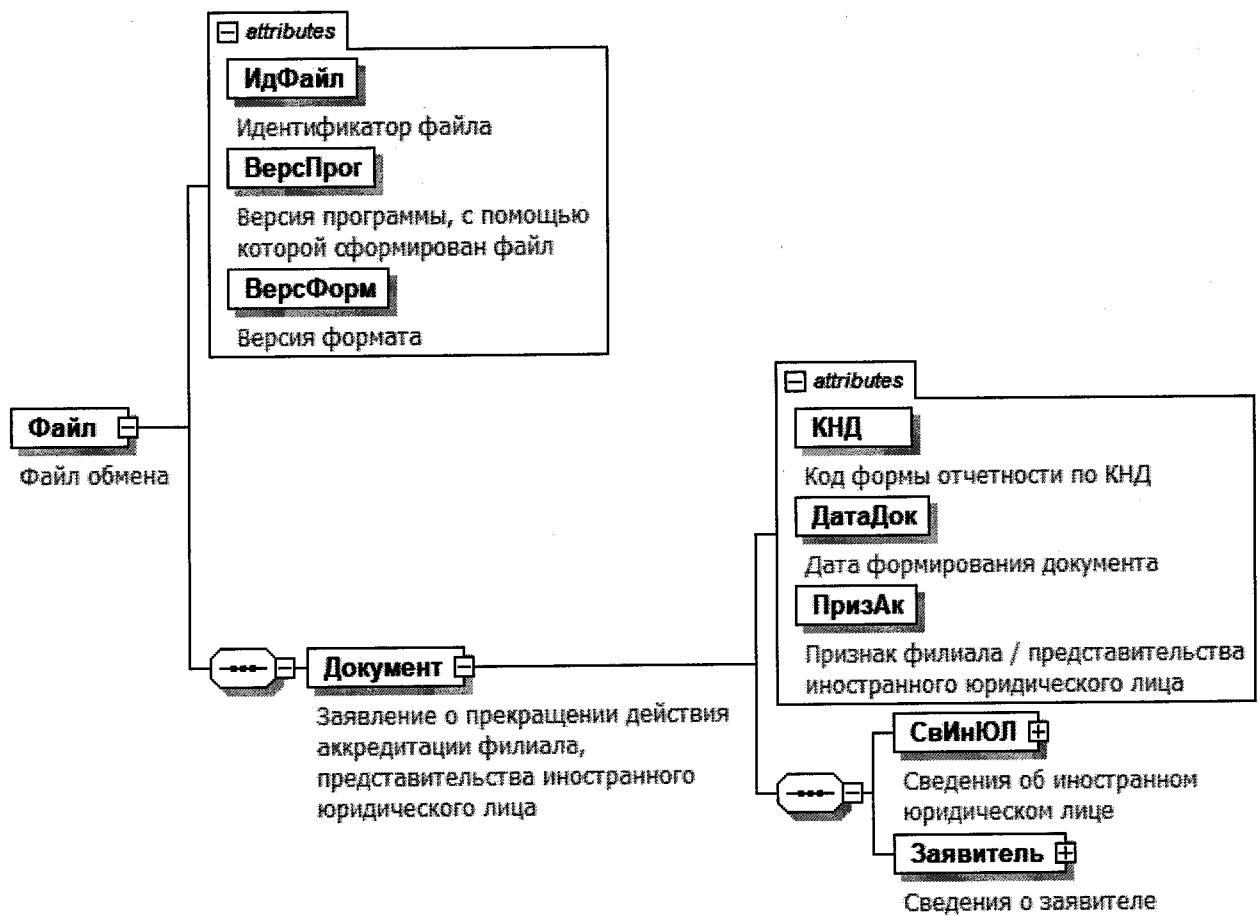 attributes
ИдФайл
Идентификатор файла
ВерсПрог
Версия программы, с помощью
которой сформирован файл
ВерсФорм
Версия формата
Файл
Файл обмена
attributes
КНД
Код формы отчетности по КНД
ДатаДок
Дата формирования документа
ПризАк
Признак филиала / представительства
иностранного юридического лица
Документ
Заявление о прекращении действия
аккредитации филиала,
представительства иностранного
юридического лица
СвИнЮЛ
Сведения об иностранном
юридическом лице
Заявитель
Сведения о заявителе